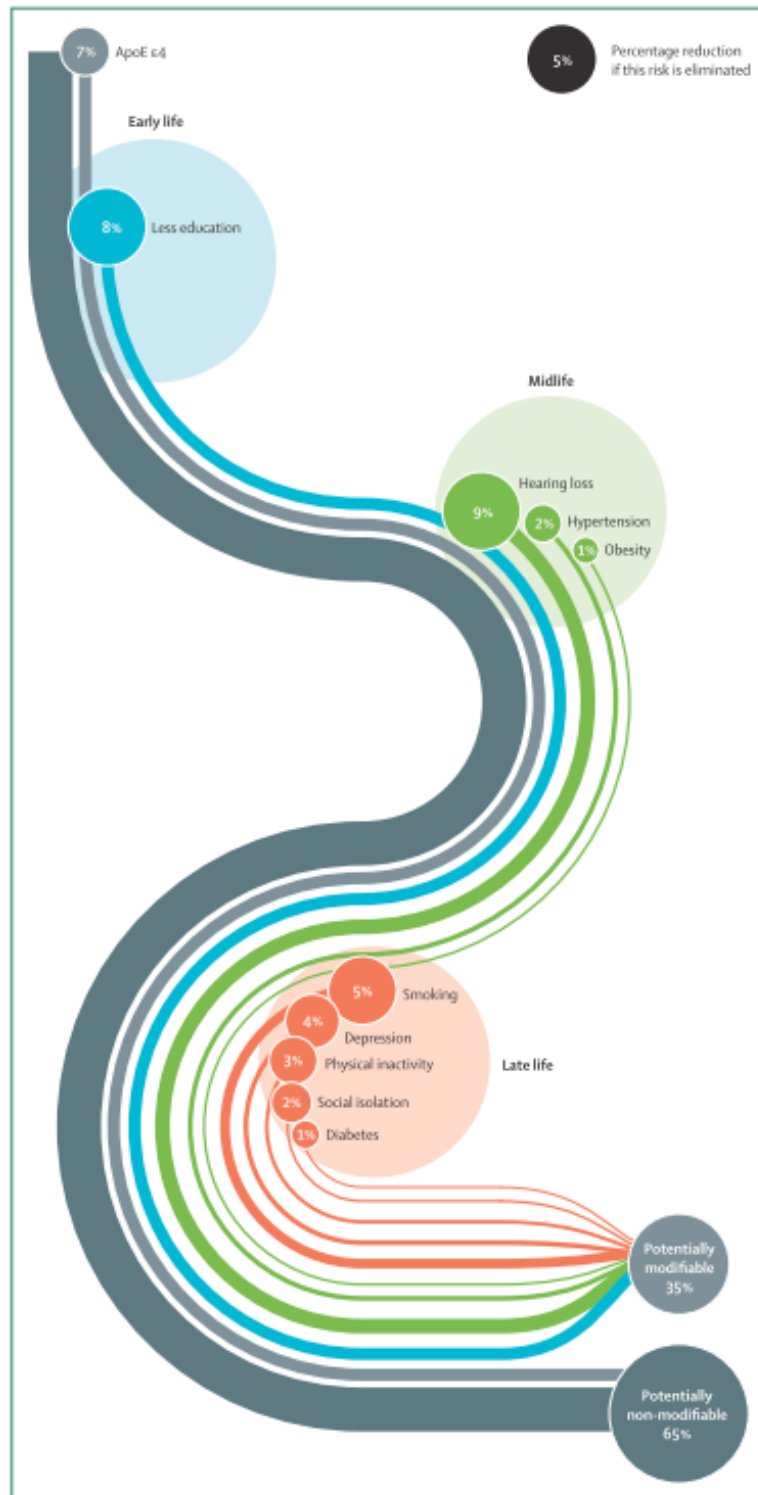 7%
ApoE ε4
5%
Percentage reduction
if this risk is eliminated
Early life
8%
Less education
Midlife
Hearing loss
9%
2%
Hypertension
1%
Obesity
5%
Smoking
4%
Depression
3%
Physical inactivity
Late life
2%
Social isolation
1%
Diabetes
Potentially
modifiable
35%
Potentially
non-modifiable
65%